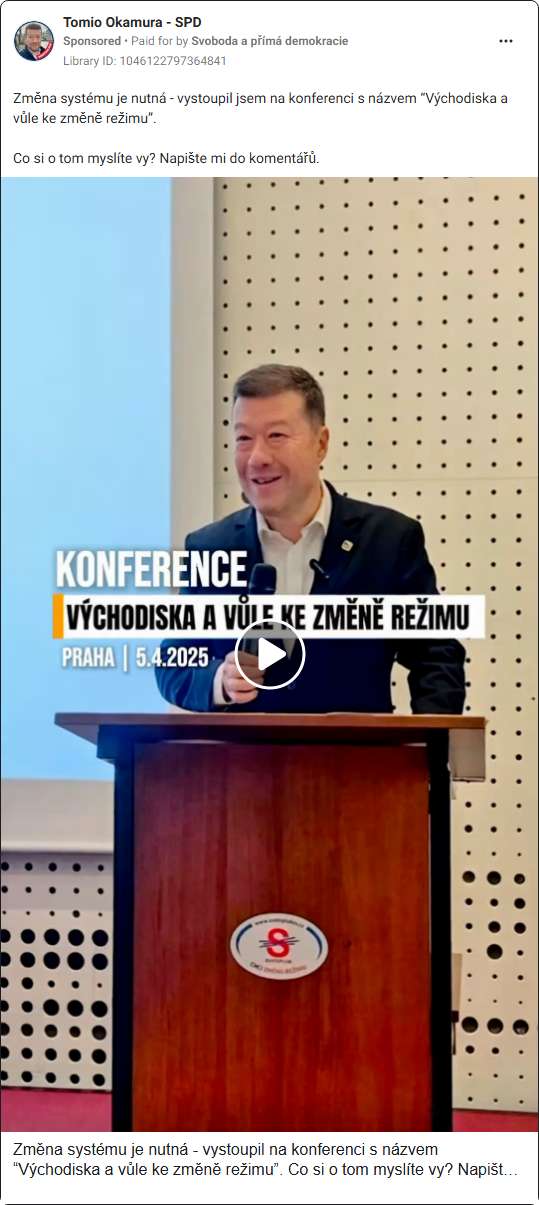 Tomio Okamura - SPD
Sponsored • Paid for by Svoboda a přímá demokracie
Library ID: 1046122797364841
Změna systému je nutná - vystoupil jsem na konferenci s názvem “Východiska a
vůle ke změně režimu”.
Co si o tom myslíte vy? Napište mi do komentářů.
KONFERENCE
VÝCHODISKA A VŮLE KE ZMĚNĚ REŽIMU
PRAHA | 5.4.2025
S
CHCI ZMĚNU REŽIMU
Změna systému je nutná - vystoupil na konferenci s názvem
“Východiska a vůle ke změně režimu”. Co si o tom myslíte vy? Napišt…